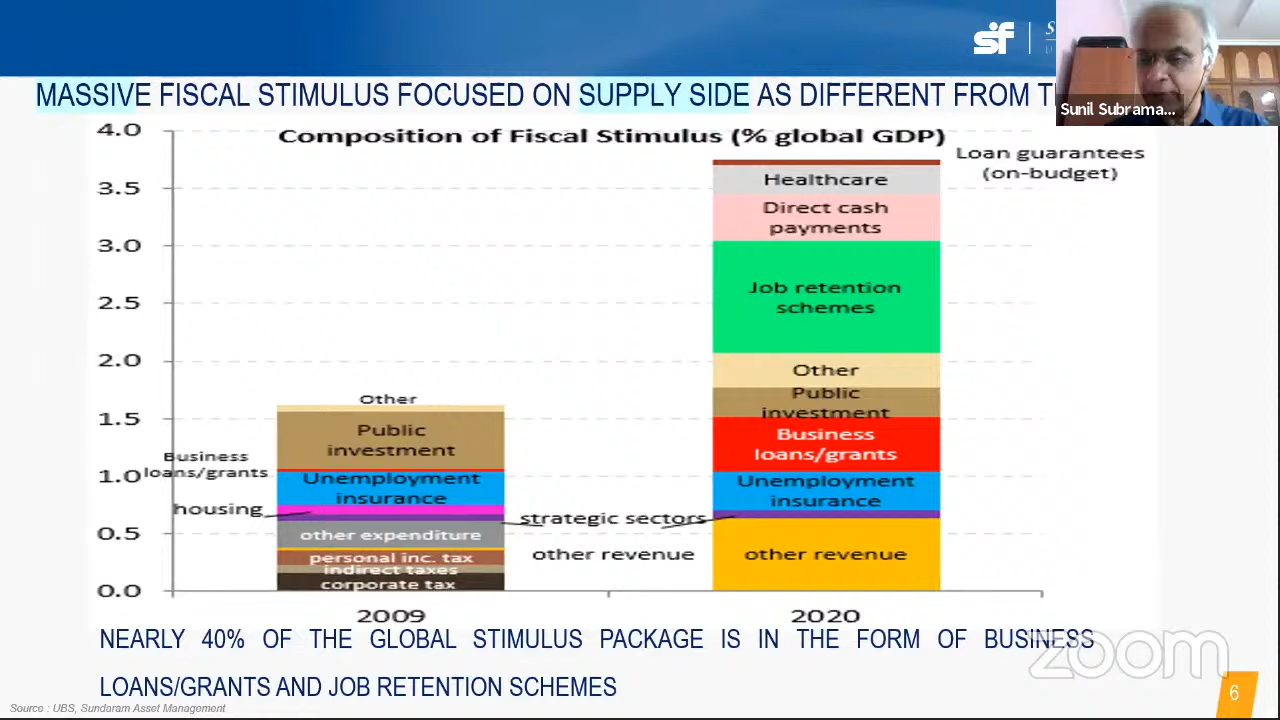 sf
MASSIVE FISCAL STIMULUS FOCUSED ON SUPPLY SIDE AS DIFFERENT FROM T
Sunil Subrama...
Composition of Fiscal Stimulus (% global GDP)
4.0
3.5
3.0
2.5
2.0
1.5
1.0
0.5
0.0
Other
Public
investment
Business
loans/grants
Unemployment
insurance
housing
other expenditure
personal inc. tax
indirect taxes
corporate tax
2009
strategic sectors
other revenue
Loan guarantees
(on-budget)
Healthcare
Direct cash
payments
Job retention
schemes
Other
Public
investment
Business
loans/grants
Unemployment
insurance
other revenue
2020
NEARLY 40% OF THE GLOBAL STIMULUS PACKAGE IS IN THE FORM OF BUSINESS
LOANS/GRANTS AND JOB RETENTION SCHEMES
zoom
6
Source : UBS, Sundaram Asset Management